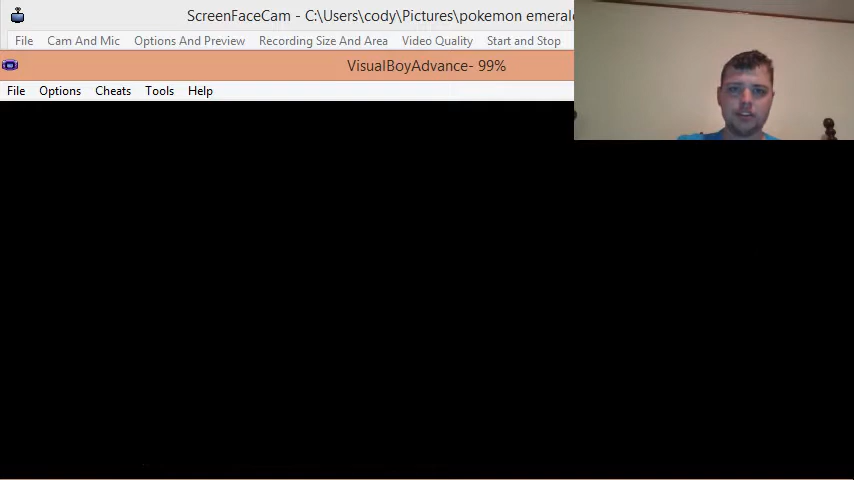 ScreenFaceCam - C:\Users\cody\Pictures\pokemon emeral
File Cam And Mic Options And Preview Recording Size And Area Video Quality Start and Stop
VisualBoyAdvance- 99%
File Options Cheats Tools Help